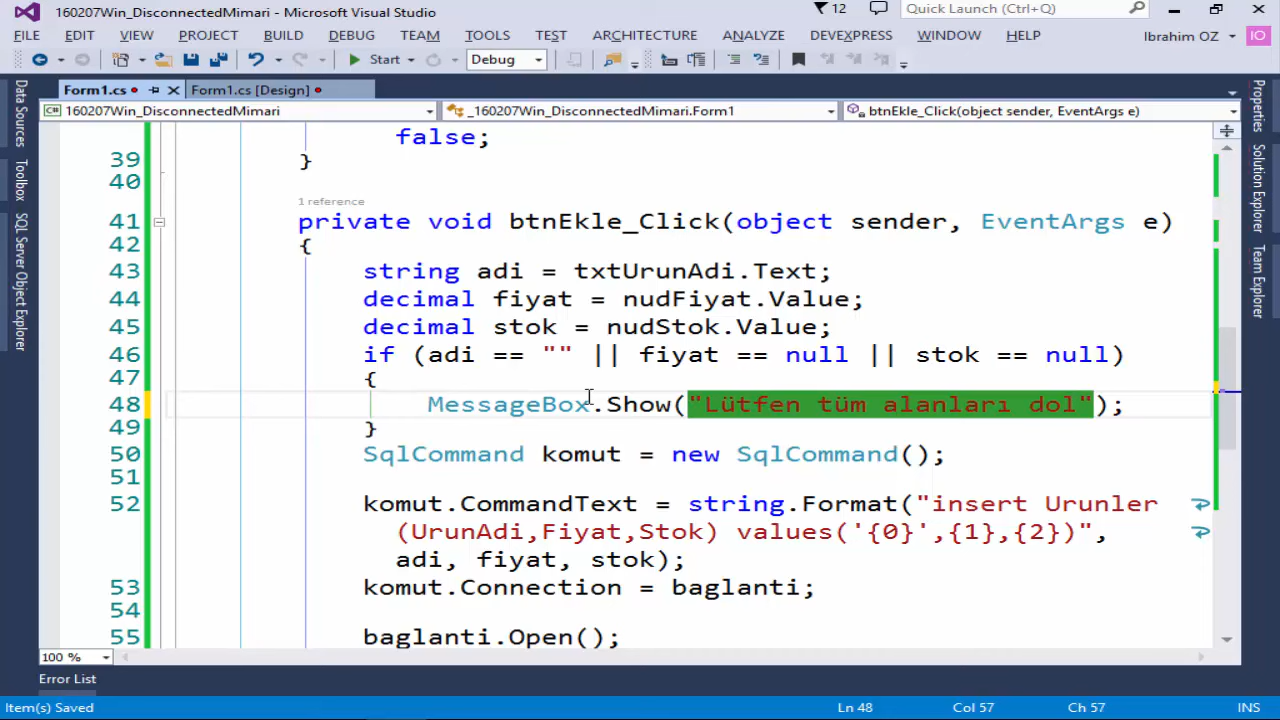 160207Win_DisconnectedMimari - Microsoft Visual Studio
12
Quick Launch (Ctrl+Q)
FILE EDIT VIEW PROJECT BUILD DEBUG TEAM TOOLS TEST ARCHITECTURE ANALYZE DEVEXPRESS WINDOW HELP
Ibrahim OZ
IO
Start
Debug
Form1.cs
Form1.cs [Design]
160207Win_DisconnectedMimari
_160207Win_DisconnectedMimari.Form1
btnEkle_Click(object sender, EventArgs e)
Data Sources
Toolbox
SQL Server Object Explorer
Properties
Solution Explorer
Team Explorer
false;
39 }
40
1 reference
41 private void btnEkle_Click(object sender, EventArgs e)
42 {
43 string adi = txtUrunAdi.Text;
44 decimal fiyat = nudFiyat.Value;
45 decimal stok = nudStok.Value;
46 if (adi == "" || fiyat == null || stok == null)
47 {
48 MessageBox.Show("Lütfen tüm alanları dol");
49 }
50 SqlCommand komut = new SqlCommand();
51
52 komut.CommandText = string.Format("insert Urunler
(UrunAdi,Fiyat,Stok) values('{0}',{1},{2})",
adi, fiyat, stok);
53 komut.Connection = baglanti;
54
55 baglanti.Open();
100 %
Error List
Item(s) Saved
Ln 48
Col 57
Ch 57
INS